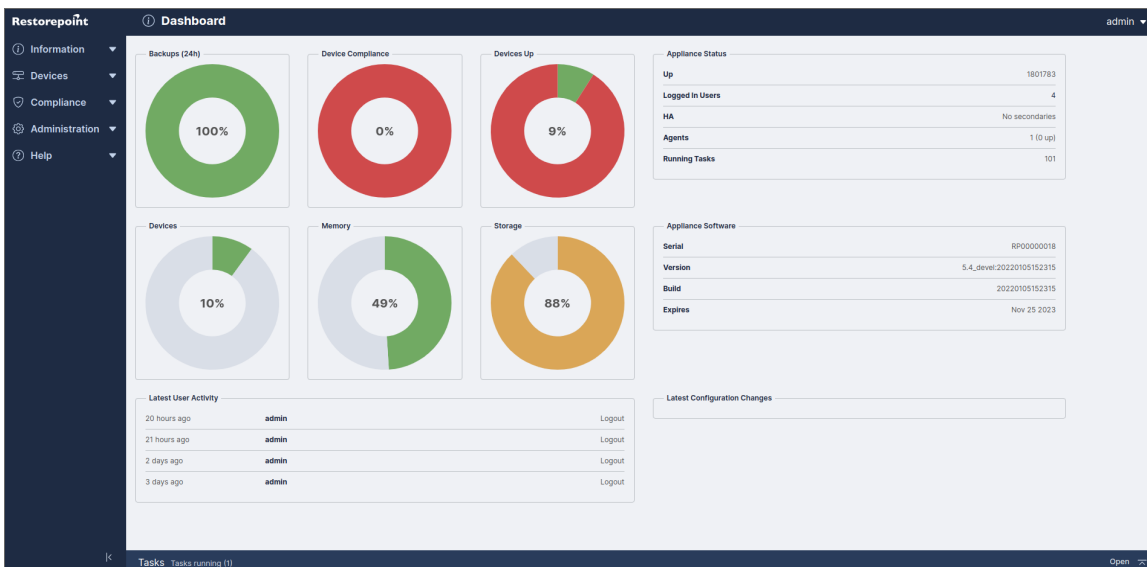 Restorepoint
Dashboard
admin
Information
Devices
Compliance
Administration
Help
Backups (24h)
100%
Device Compliance
0%
Devices Up
9%
Appliance Status
Up 1801783
Logged in Users 4
HA No secondaries
Agents 1 (0 up)
Running Tasks 101
Devices
10%
Memory
49%
Storage
88%
Appliance Software
Serial RP00000018
Version 5.4_devel:20220105152315
Build 20220105152315
Expires Nov 25 2023
Latest User Activity
20 hours ago admin Logout
21 hours ago admin Logout
2 days ago admin Logout
3 days ago admin Logout
Latest Configuration Changes
Tasks Tasks running (1) Open